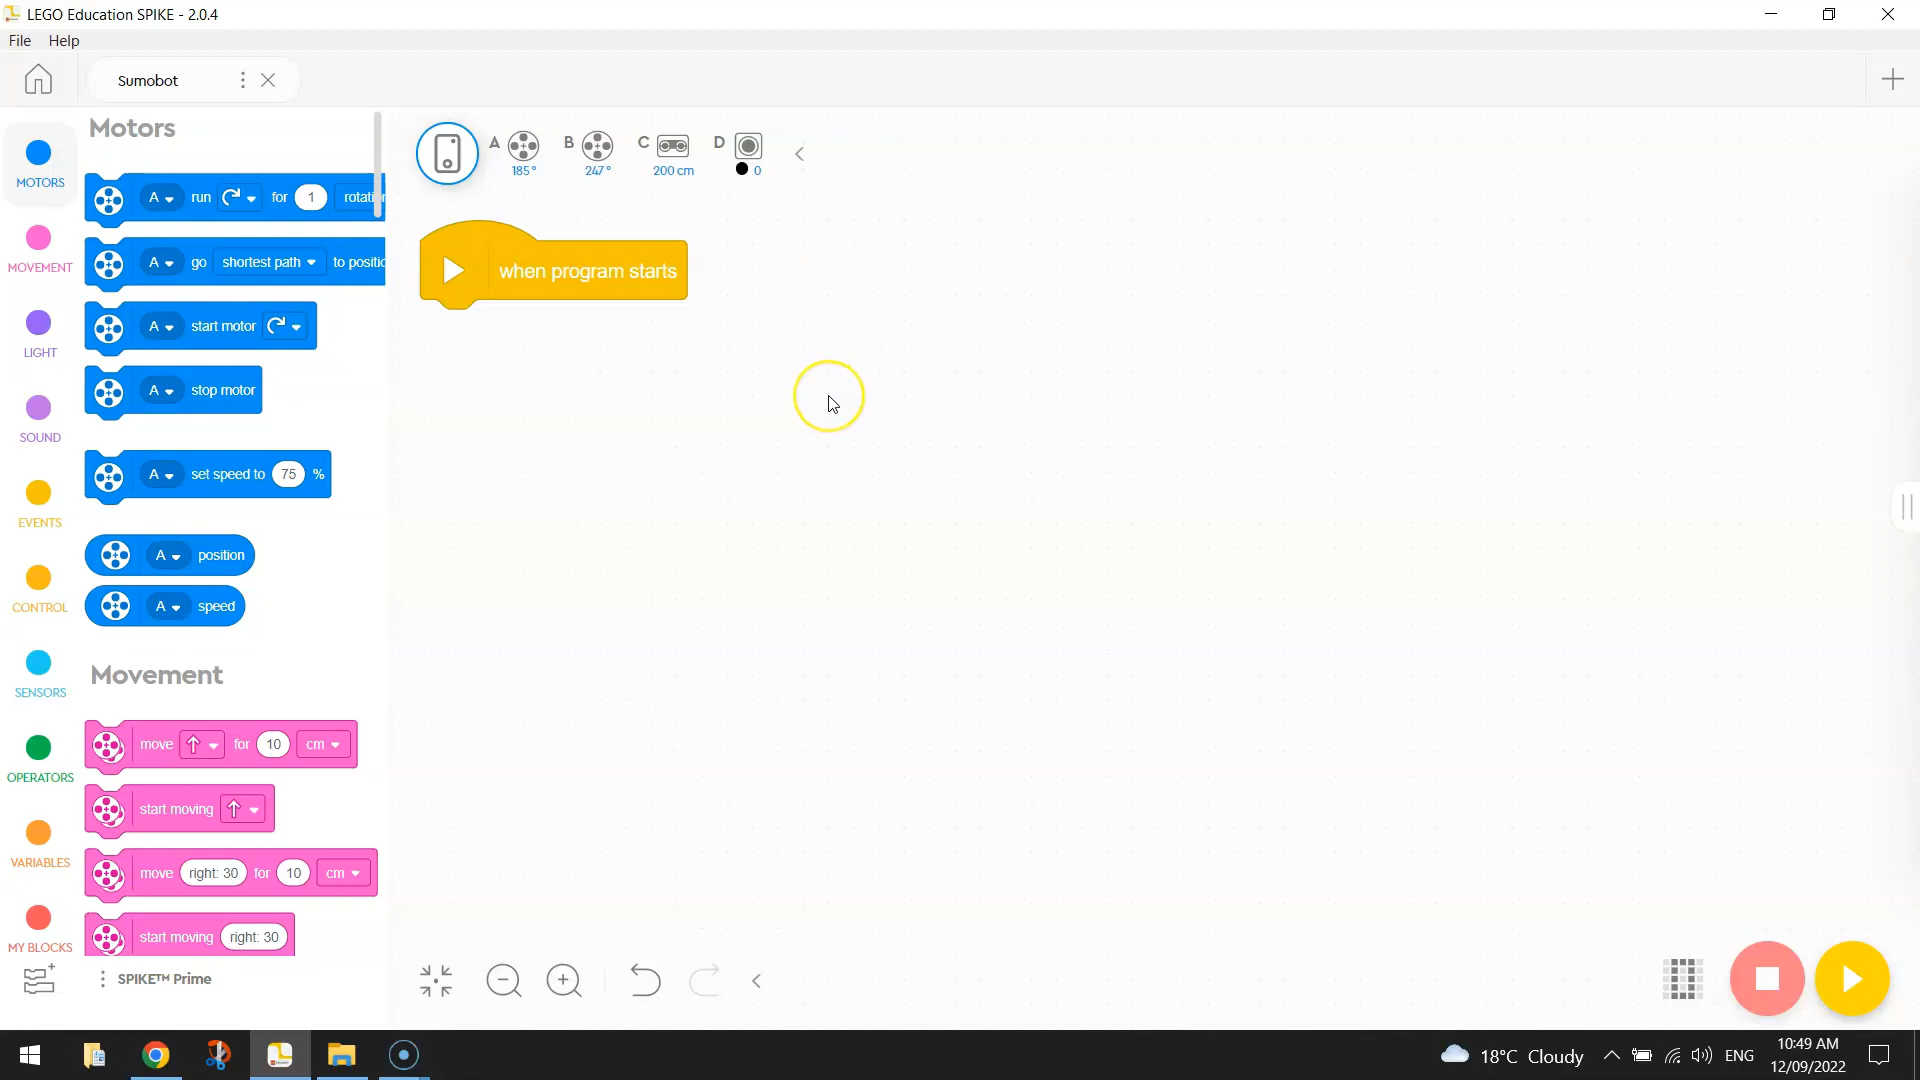 LEGO Education SPIKE - 2.0.4
File Help
Sumobot
MOTORS
MOVEMENT
LIGHT
SOUND
EVENTS
CONTROL
SENSORS
OPERATORS
VARIABLES
MY BLOCKS
Motors
A run for 1 rotati
A go shortest path to positi
A start motor
A stop motor
A set speed to 75 %
A position
A speed
Movement
move for 10 cm
start moving
move right: 30 for 10 cm
start moving right: 30
SPIKE™ Prime
A B C D
185° 247° 200 cm 0
when program starts
18°C Cloudy ENG
10:49 AM
12/09/2022